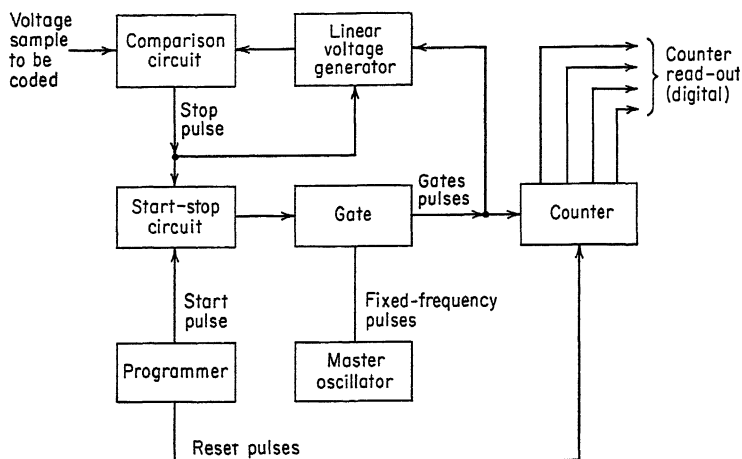 Voltage
sample
to be
coded
Comparison
circuit
Linear
voltage
generator
Counter
read-out
(digital)
Stop
pulse
Start-stop
circuit
Gate
Gates
pulses
Counter
Start
pulse
Fixed-frequency
pulses
Programmer
Master
oscillator
Reset pulses